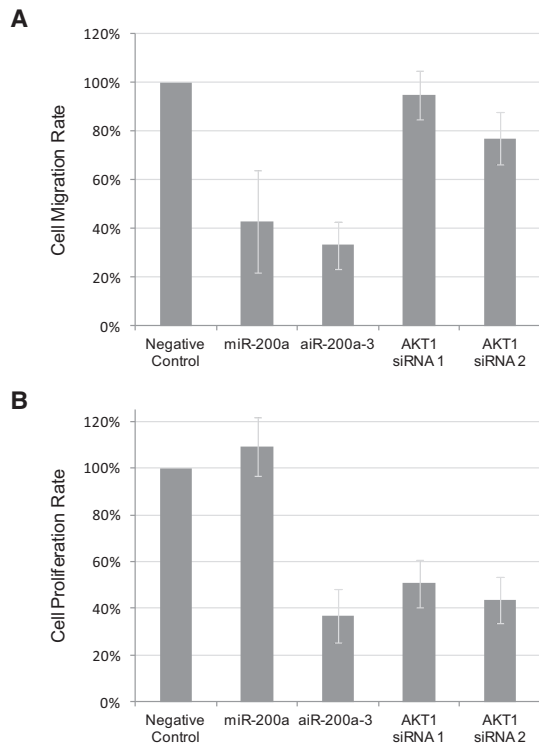 A
120%
100%
80%
60%
40%
20%
0%
Cell Migration Rate
Negative Control
miR-200a
aiR-200a-3
AKT1 siRNA 1
AKT1 siRNA 2
B
120%
100%
80%
60%
40%
20%
0%
Cell Proliferation Rate
Negative Control
miR-200a
aiR-200a-3
AKT1 siRNA 1
AKT1 siRNA 2